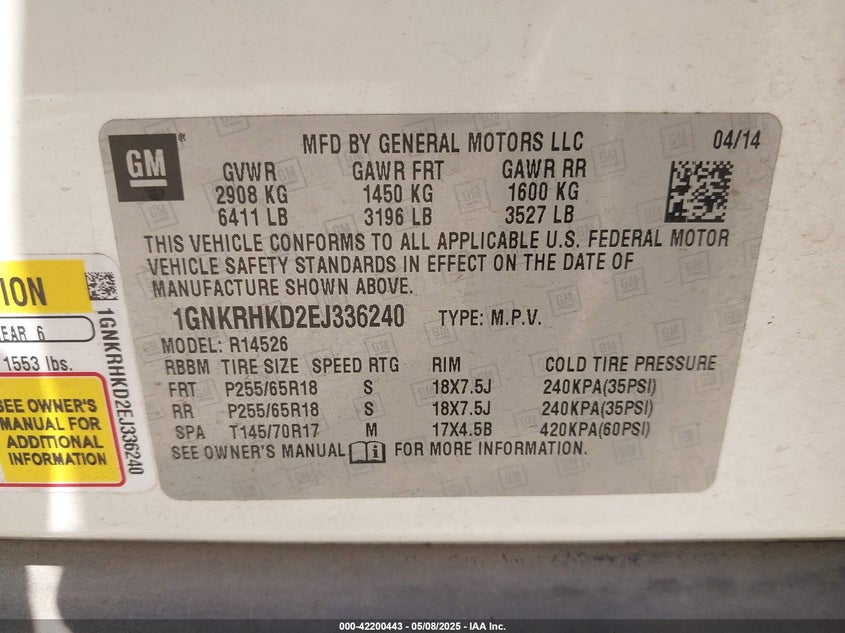 GM
MFD BY GENERAL MOTORS LLC 04/14
GVWR GAWR FRT GAWR RR
2908 KG 1450 KG 1600 KG
6411 LB 3196 LB 3527 LB
THIS VEHICLE CONFORMS TO ALL APPLICABLE U.S. FEDERAL MOTOR
VEHICLE SAFETY STANDARDS IN EFFECT ON THE DATE OF
MANUFACTURE SHOWN ABOVE.
1GNKRHKD2EJ336240 TYPE: M.P.V.
MODEL: R14526
RBBM TIRE SIZE SPEED RTG RIM COLD TIRE PRESSURE
FRT P255/65R18 S 18X7.5J 240KPA(35PSI)
RR P255/65R18 S 18X7.5J 240KPA(35PSI)
SPA T145/70R17 M 17X4.5B 420KPA(60PSI)
SEE OWNER'S MANUAL FOR MORE INFORMATION.
ION
EAR 6
1553 lbs.
SEE OWNER'S
MANUAL FOR
ADDITIONAL
INFORMATION
1GNKRHKD2EJ336240
000-42200443 — 05/08/2025 — IAA Inc.